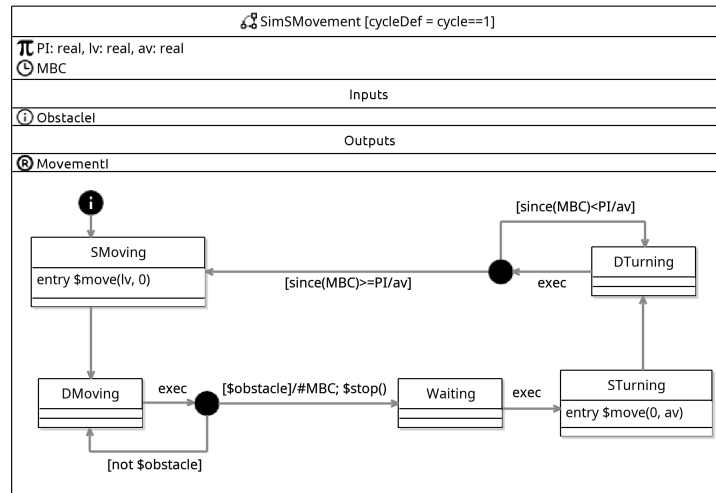 SimSMovement [cycleDef = cycle==1]
π PI: real, lv: real, av: real
MBC
Inputs
i ObstacleI
Outputs
R MovementI
i
[since(MBC)<PI/av]
SMoving
entry $move(lv, 0)
DTurning
[since(MBC)>=PI/av]
exec
DMoving
exec
[$obstacle]/#MBC; $stop()
Waiting
exec
STurning
entry $move(0, av)
[not $obstacle]